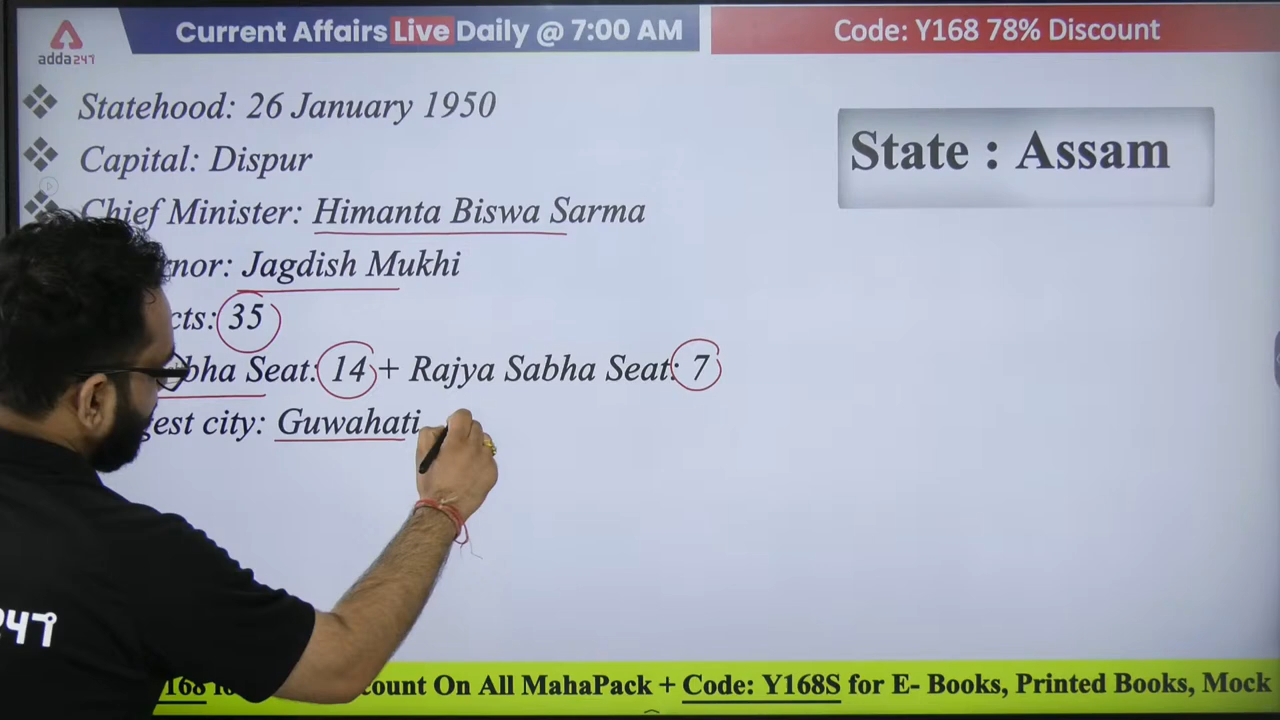 Current Affairs Live Daily @ 7:00 AM
Code: Y168 78% Discount
adda247
Statehood: 26 January 1950
State : Assam
Capital: Dispur
Chief Minister: Himanta Biswa Sarma
nor: Jagdish Mukhi
cts: 35
bha Seat: 14 + Rajya Sabha Seat: 7
gest city: Guwahati
247
168 count On All MahaPack + Code: Y168S for E- Books, Printed Books, Mock